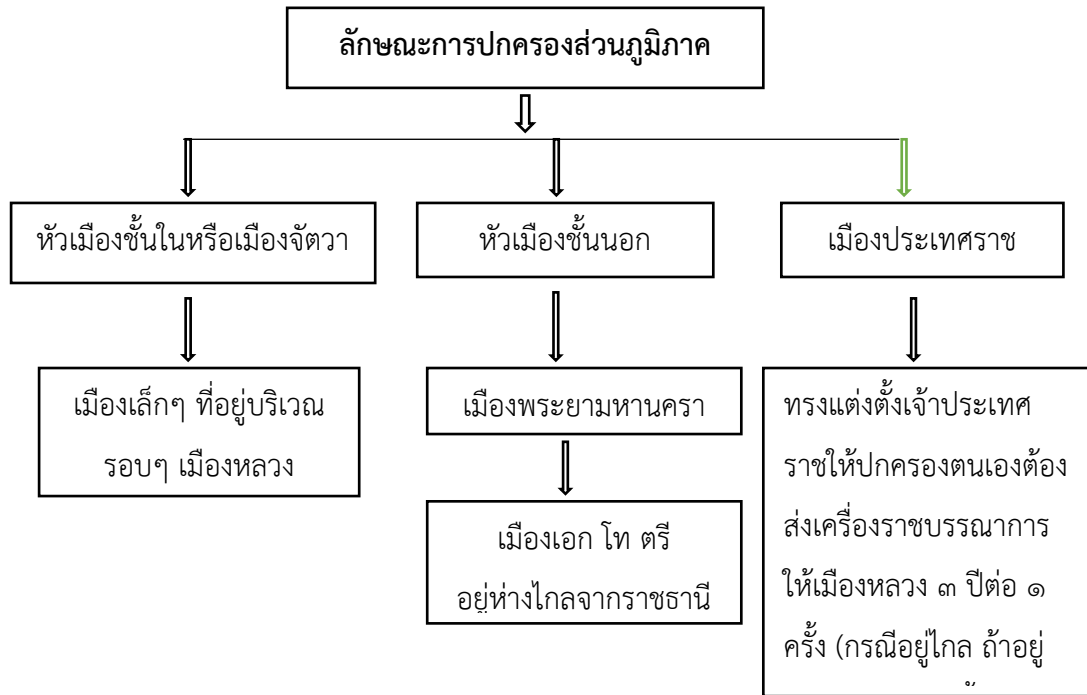 ลักษณะการปกครองส่วนภูมิภาค
หัวเมืองชั้นในหรือเมืองจัตวา
หัวเมืองชั้นนอก
เมืองประเทศราช
เมืองเล็กๆ ที่อยู่บริเวณ
รอบๆ เมืองหลวง
เมืองพระยามหานครา
เมืองเอก โท ตรี
อยู่ห่างไกลจากราชธานี
ทรงแต่งตั้งเจ้าประเทศ
ราชให้ปกครองตนเองต้อง
ส่งเครื่องราชบรรณาการ
ให้เมืองหลวง ๓ ปีต่อ ๑
ครั้ง (กรณีอยู่ไกล ถ้าอยู่